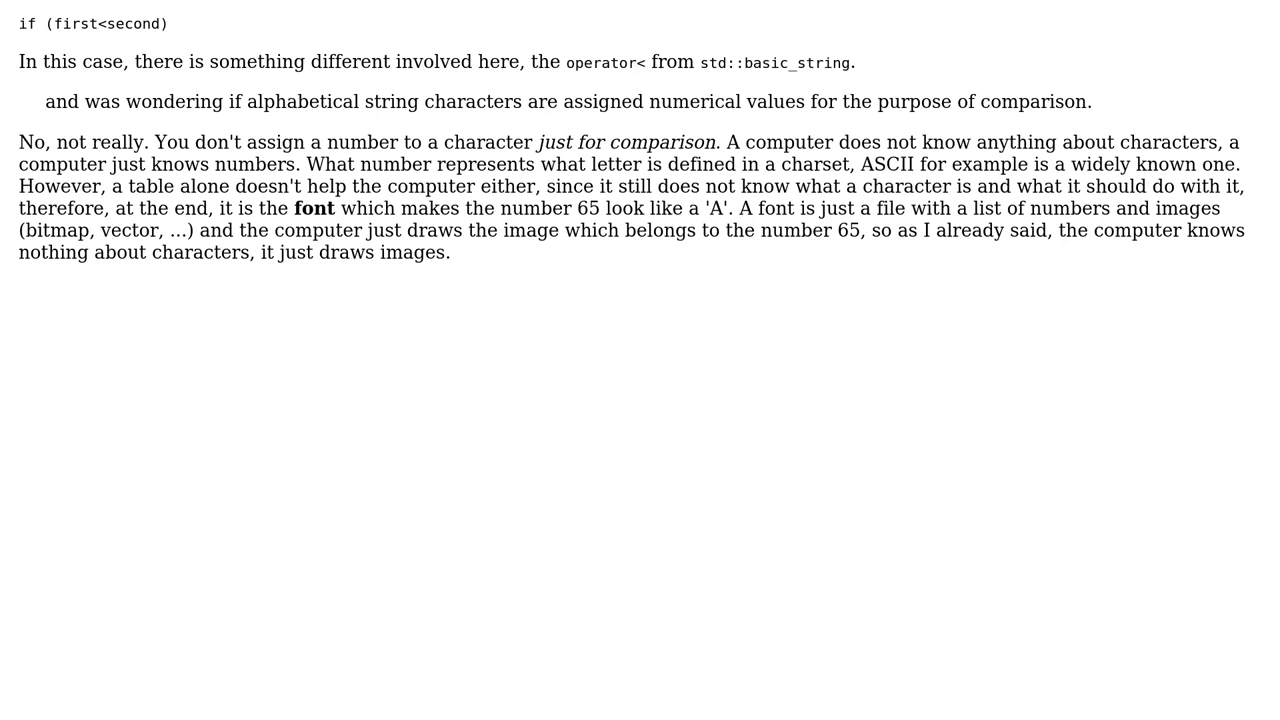 if (first<second)
In this case, there is something different involved here, the operator< from std::basic_string.
and was wondering if alphabetical string characters are assigned numerical values for the purpose of comparison.
No, not really. You don't assign a number to a character just for comparison. A computer does not know anything about characters, a
computer just knows numbers. What number represents what letter is defined in a charset, ASCII for example is a widely known one.
However, a table alone doesn't help the computer either, since it still does not know what a character is and what it should do with it,
therefore, at the end, it is the font which makes the number 65 look like a 'A'. A font is just a file with a list of numbers and images
(bitmap, vector, ...) and the computer just draws the image which belongs to the number 65, so as I already said, the computer knows
nothing about characters, it just draws images.